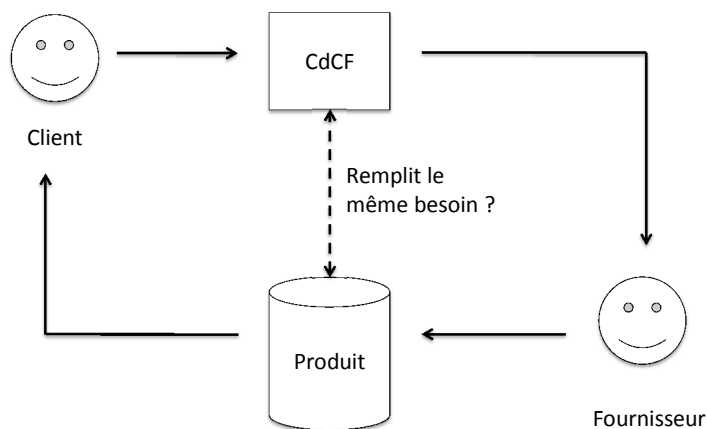 CdCF
Client
Remplit le
même besoin ?
Produit
Fournisseur